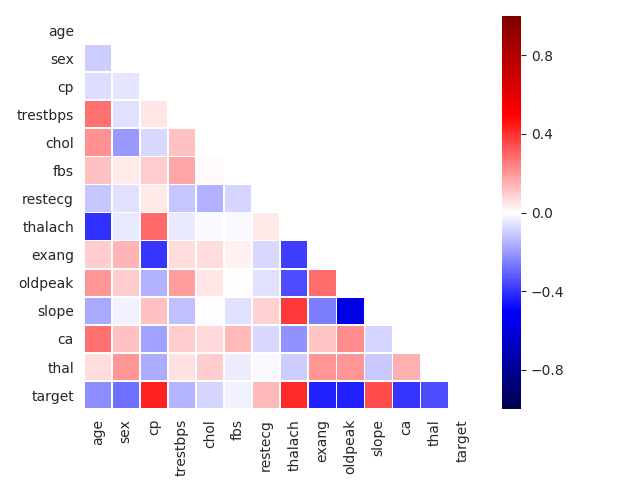 age
sex
cp
trestbps
chol
fbs
restecg
thalach
exang
oldpeak
slope
ca
thal
target
age
sex
cp
trestbps
chol
fbs
restecg
thalach
exang
oldpeak
slope
ca
thal
target
0.8
0.4
0.0
−0.4
−0.8